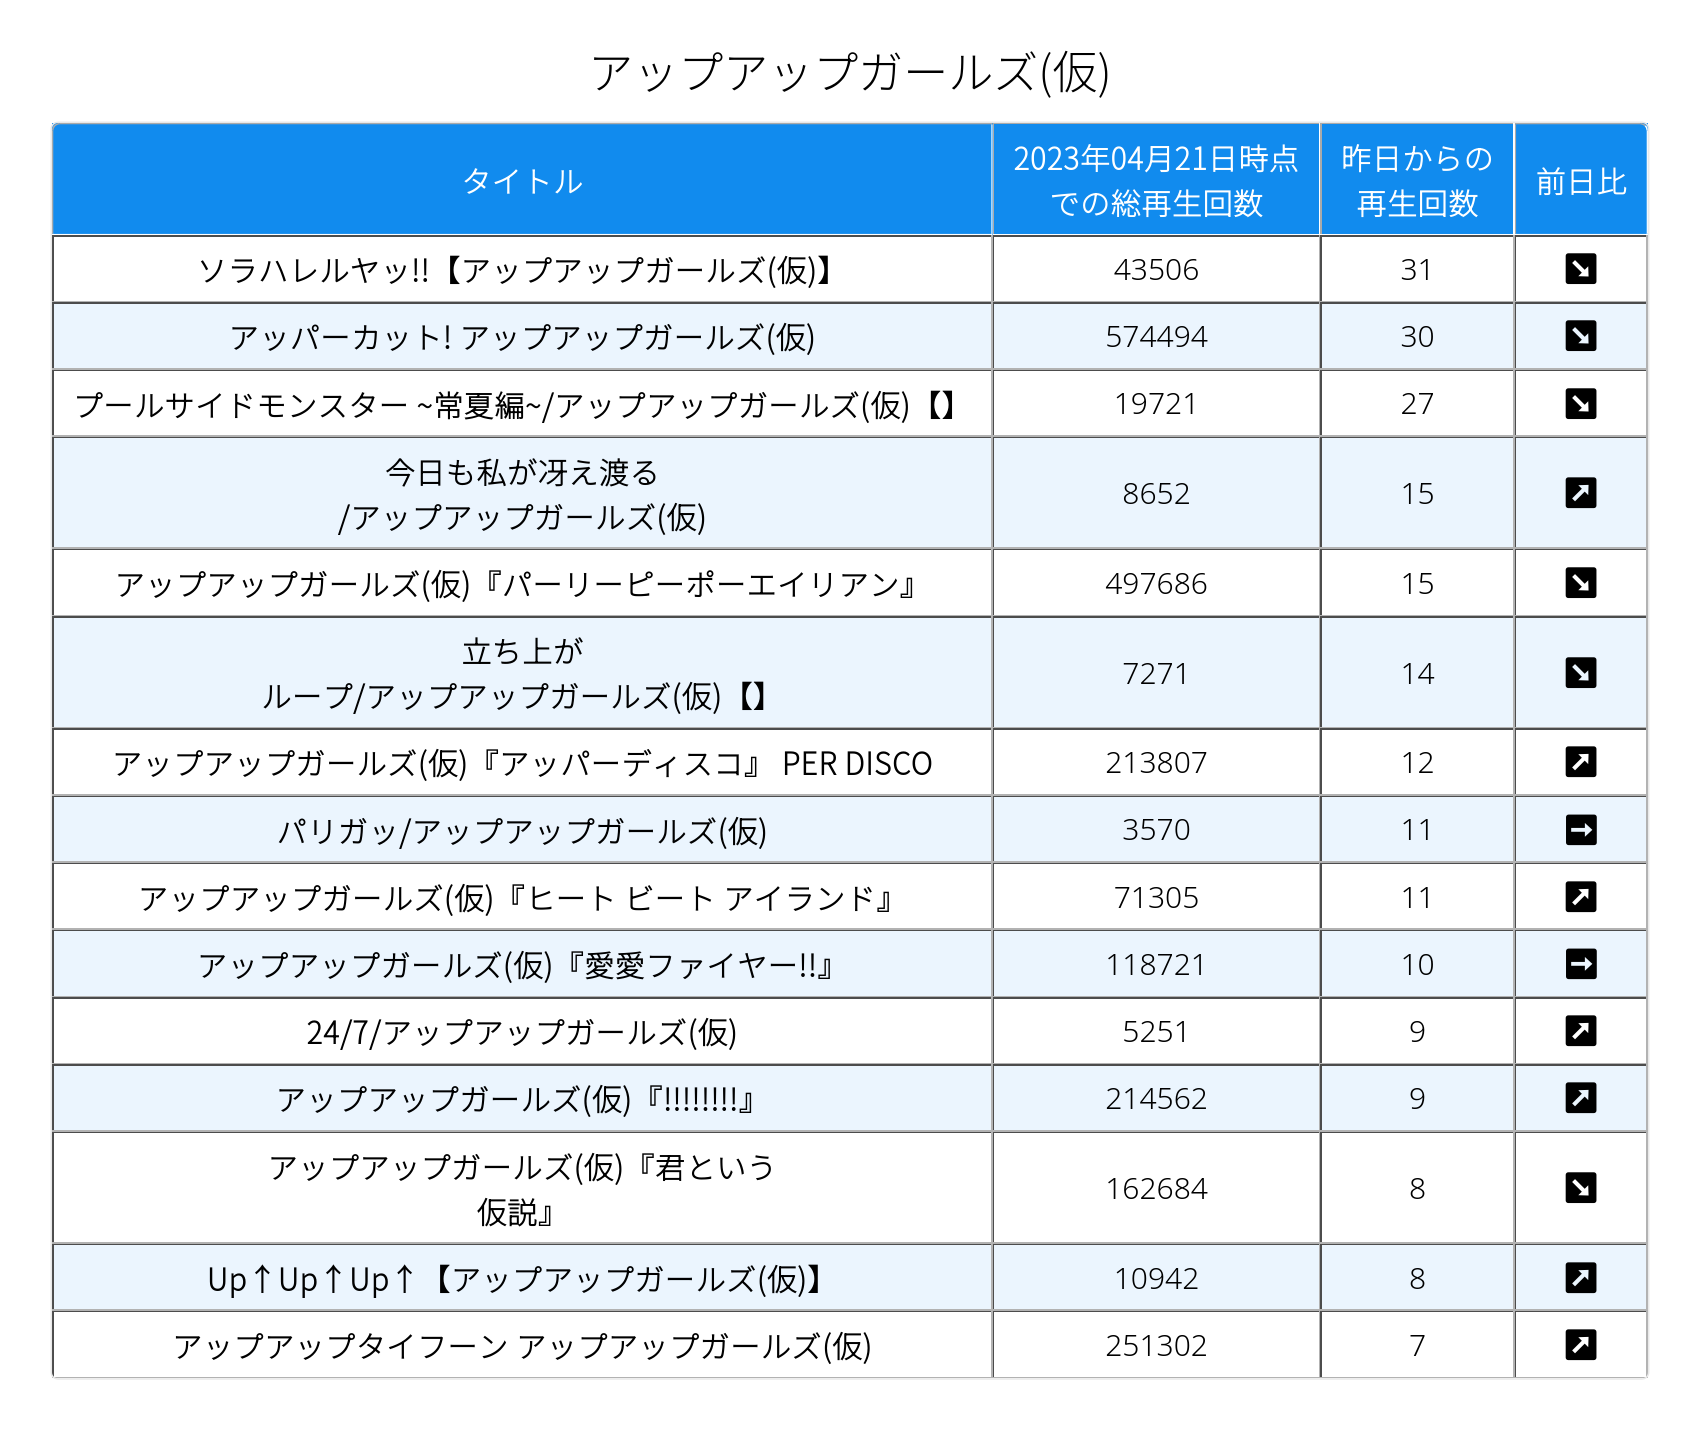 アップアップガールズ(仮)
タイトル
2023年04月21日時点
での総再生回数
昨日からの
再生回数
前日比
ソラハレルヤッ!!【アップアップガールズ(仮)】 43506 31 ↘
アッパーカット! アップアップガールズ(仮) 574494 30 ↘
プールサイドモンスター ~常夏編~/アップアップガールズ(仮)【】 19721 27 ↘
今日も私が冴え渡る
/アップアップガールズ(仮) 8652 15 ↗
アップアップガールズ(仮)『パーリーピーポーエイリアン』 497686 15 ↘
立ち上が
ループ/アップアップガールズ(仮)【】 7271 14 ↘
アップアップガールズ(仮)『アッパーディスコ』 PER DISCO 213807 12 ↗
パリガッ/アップアップガールズ(仮) 3570 11 →
アップアップガールズ(仮)『ヒート ビート アイランド』 71305 11 ↗
アップアップガールズ(仮)『愛愛ファイヤー!!』 118721 10 →
24/7/アップアップガールズ(仮) 5251 9 ↗
アップアップガールズ(仮)『!!!!!!!!』 214562 9 ↗
アップアップガールズ(仮)『君という
仮説』 162684 8 ↘
Up↑Up↑Up↑【アップアップガールズ(仮)】 10942 8 ↗
アップアップタイフーン アップアップガールズ(仮) 251302 7 ↗